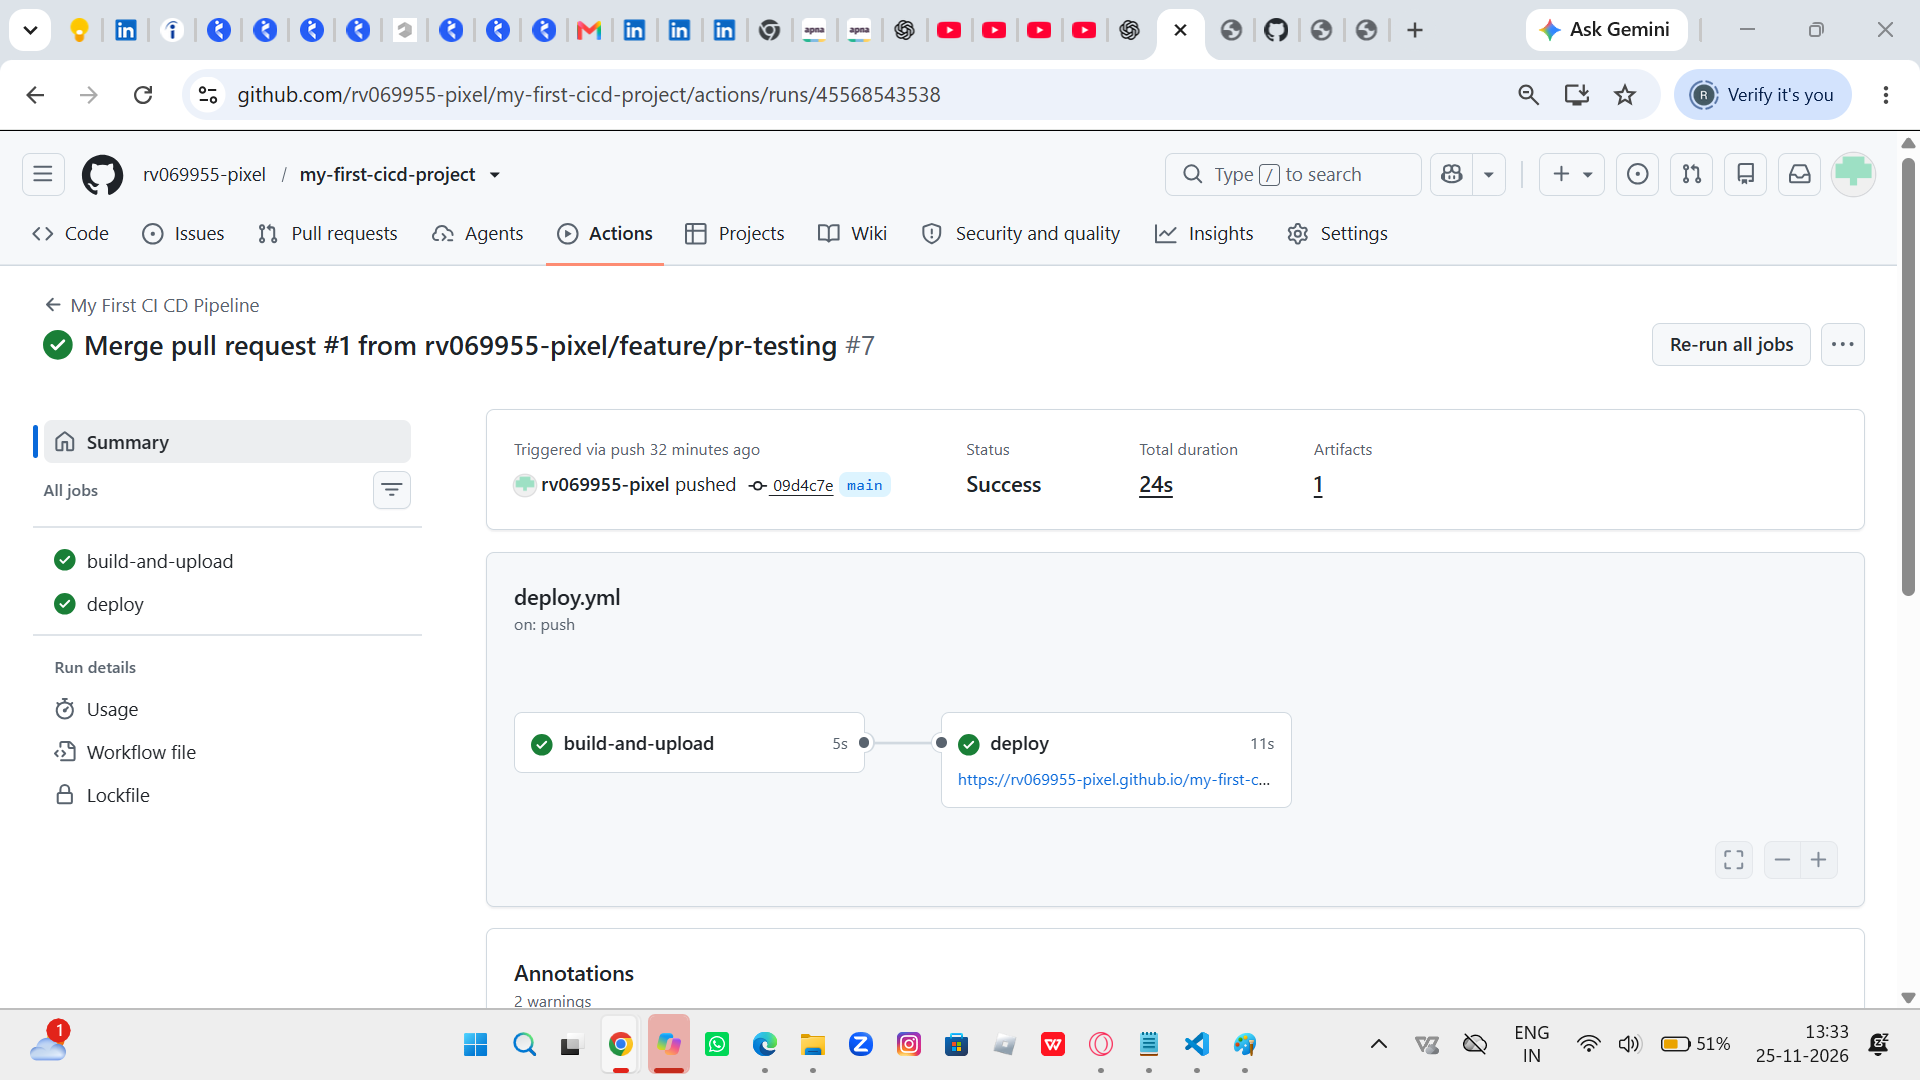 Ask Gemini
github.com/rv069955-pixel/my-first-cicd-project/actions/runs/45568543538
R
Verify it's you
rv069955-pixel / my-first-cicd-project
Type / to search
Code
Issues
Pull requests
Agents
Actions
Projects
Wiki
Security and quality
Insights
Settings
My First CI CD Pipeline
Merge pull request #1 from rv069955-pixel/feature/pr-testing #7
Re-run all jobs
Summary
All jobs
build-and-upload
deploy
Run details
Usage
Workflow file
Lockfile
Triggered via push 32 minutes ago
rv069955-pixel pushed 09d4c7e main
Status
Success
Total duration
24s
Artifacts
1
deploy.yml
on: push
build-and-upload 5s
deploy 11s
https://rv069955-pixel.github.io/my-first-c...
Annotations
2 warnings
1
ENG
IN
51%
13:33
25-11-2026